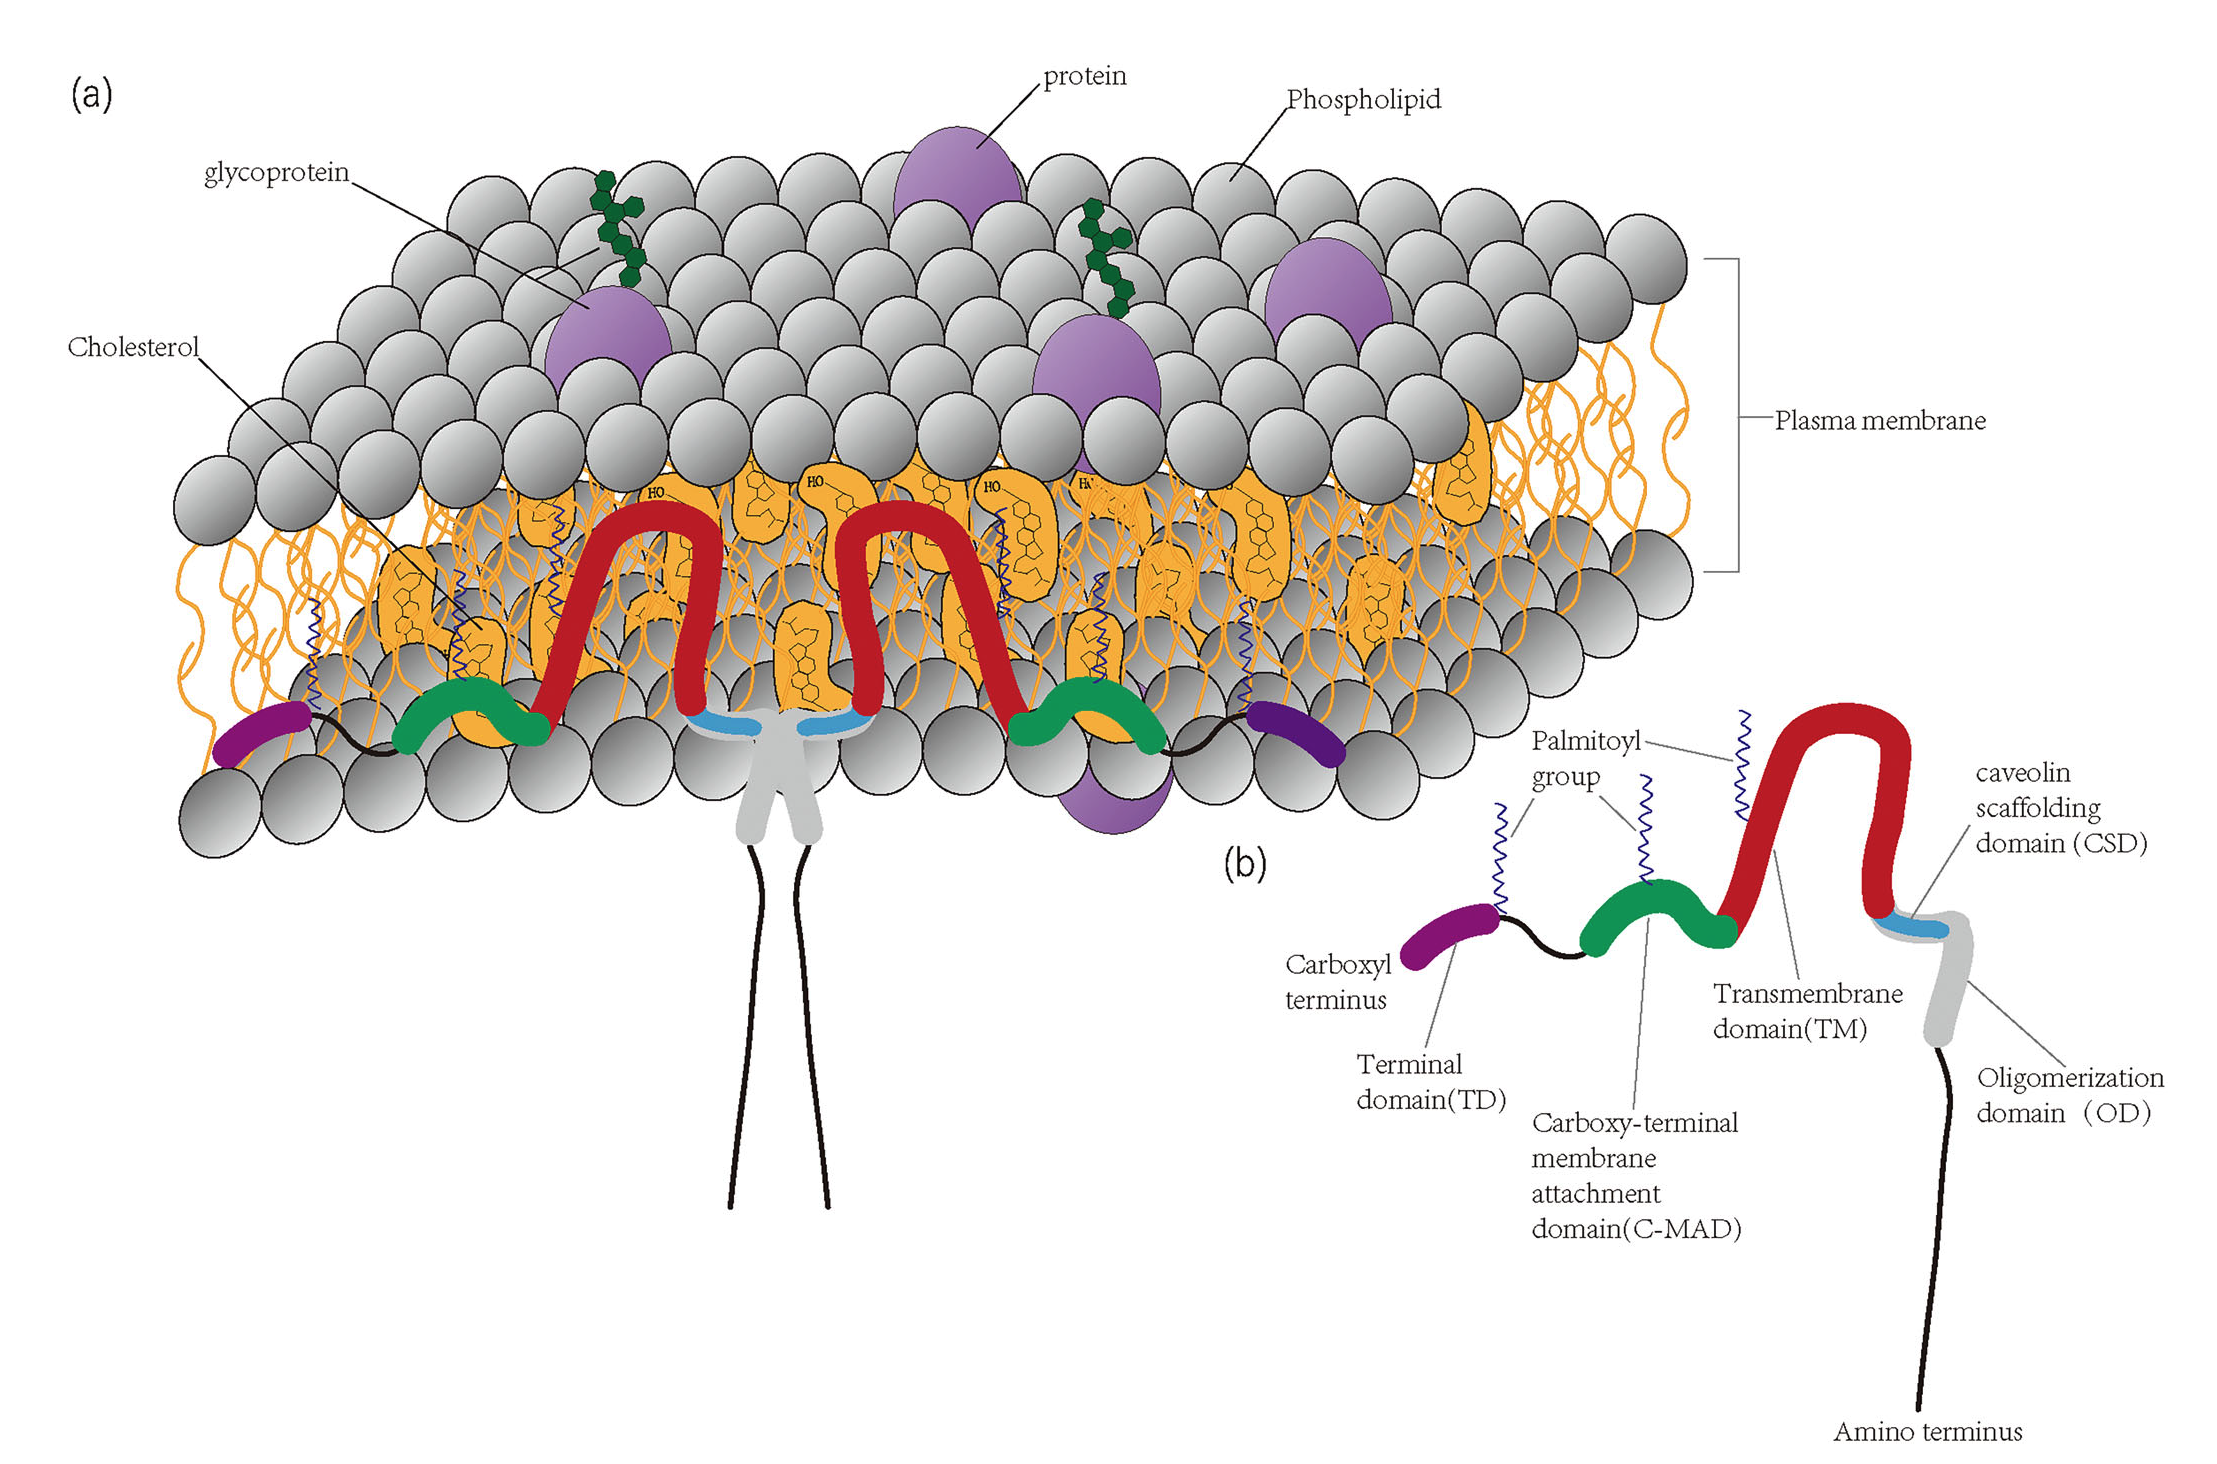 (a)
protein
Phospholipid
glycoprotein
Cholesterol
Plasma membrane
HO
HO
HO
(b)
Palmitoyl
group
caveolin
scaffolding
domain (CSD)
Carboxyl
terminus
Transmembrane
domain(TM)
Terminal
domain(TD)
Oligomerization
domain (OD)
Carboxy-terminal
membrane
attachment
domain(C-MAD)
Amino terminus